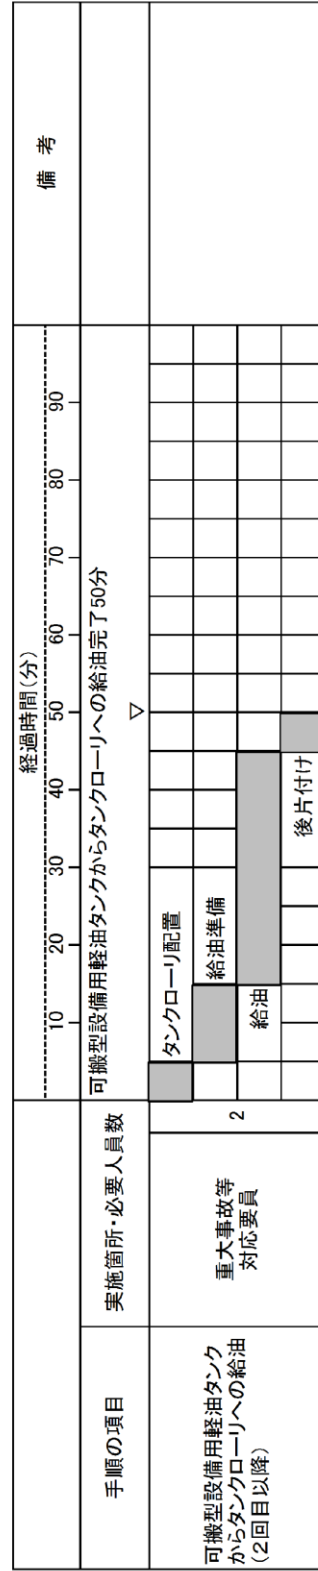 経過時間(分)
備 考
10 20 30 40 50 60 70 80 90
手順の項目
実施箇所・必要人員数
可搬型設備用軽油タンクからタンクローリへの給油完了50分
▽
可搬型設備用軽油タンク
からタンクローリへの給油
(2回目以降)
重大事故等
対応要員
2
タンクローリ配置
給油準備
給油
後片付け